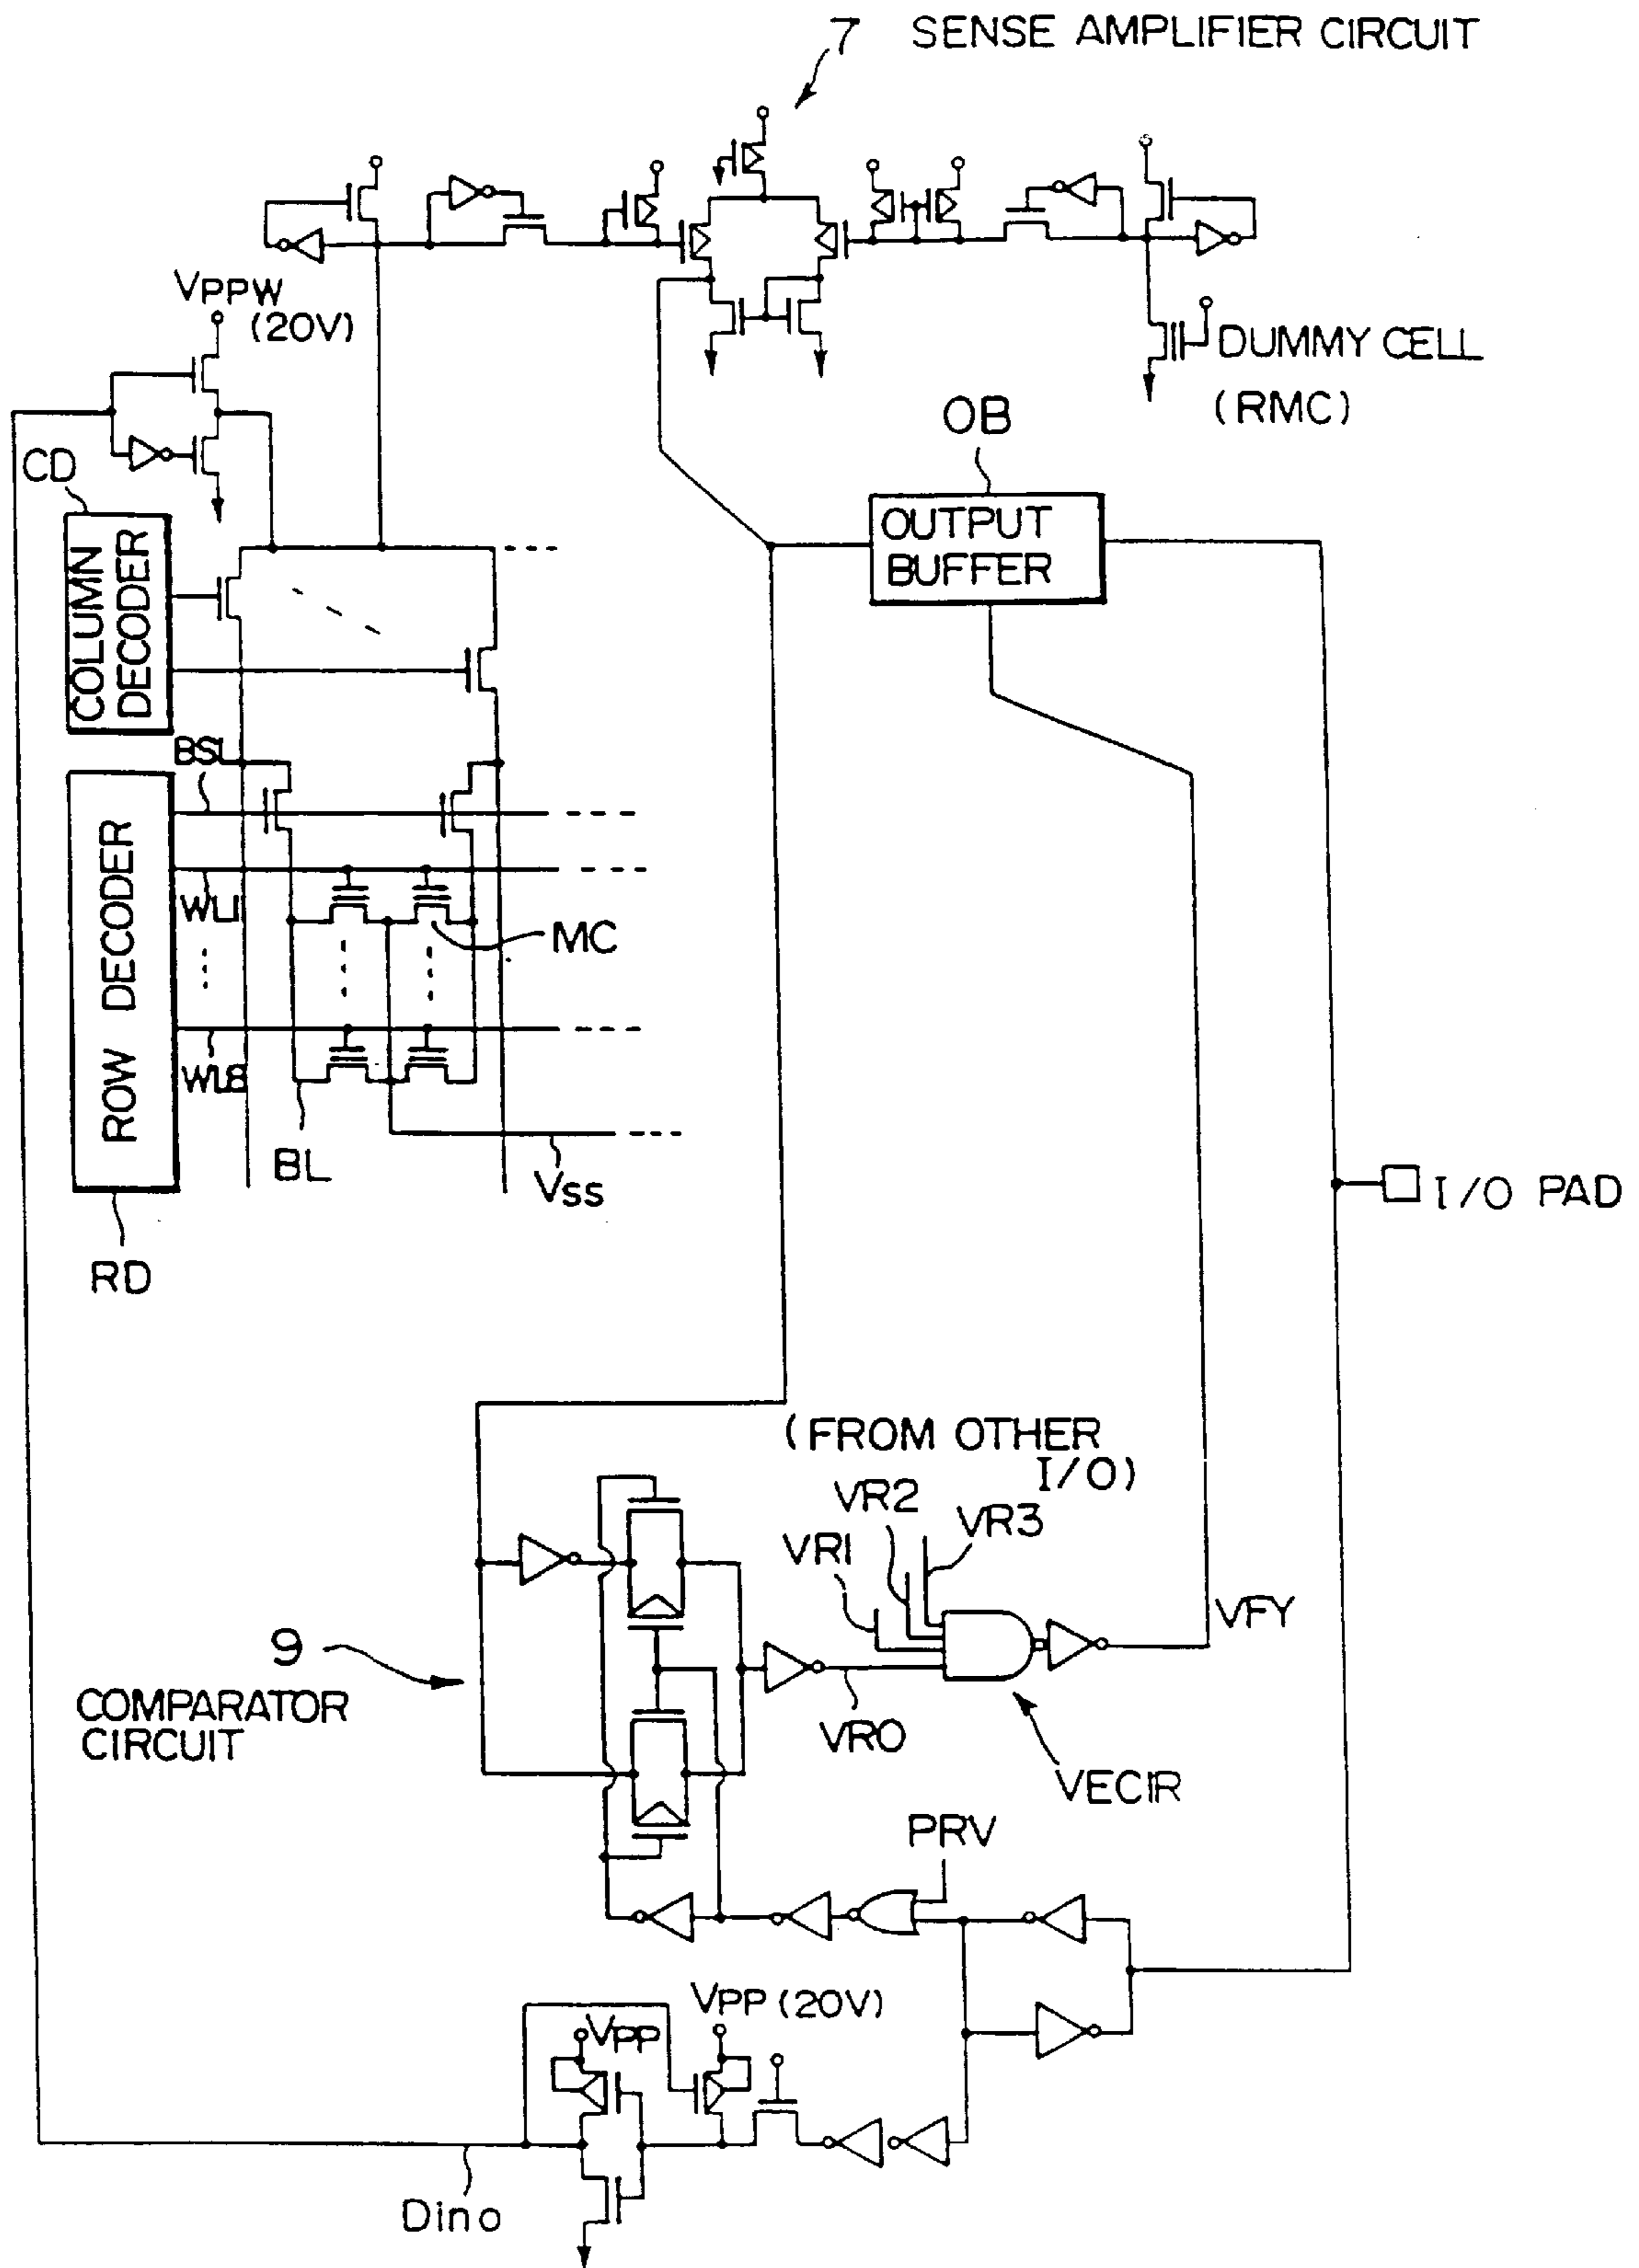 7 SENSE AMPLIFIER CIRCUIT
VPPW
(20V)
DUMMY CELL
(RMC)
OB
CD
OUTPUT
BUFFER
COLUMN
DECODER
BSL
ROW DECODER
WL1
MC
WL8
BL
VSS
I/O PAD
RD
(FROM OTHER
I/O)
VR2
VR3
VR1
VFY
9
COMPARATOR
CIRCUIT
VRO
VECIR
PRV
VPP (20V)
VPP
Dino